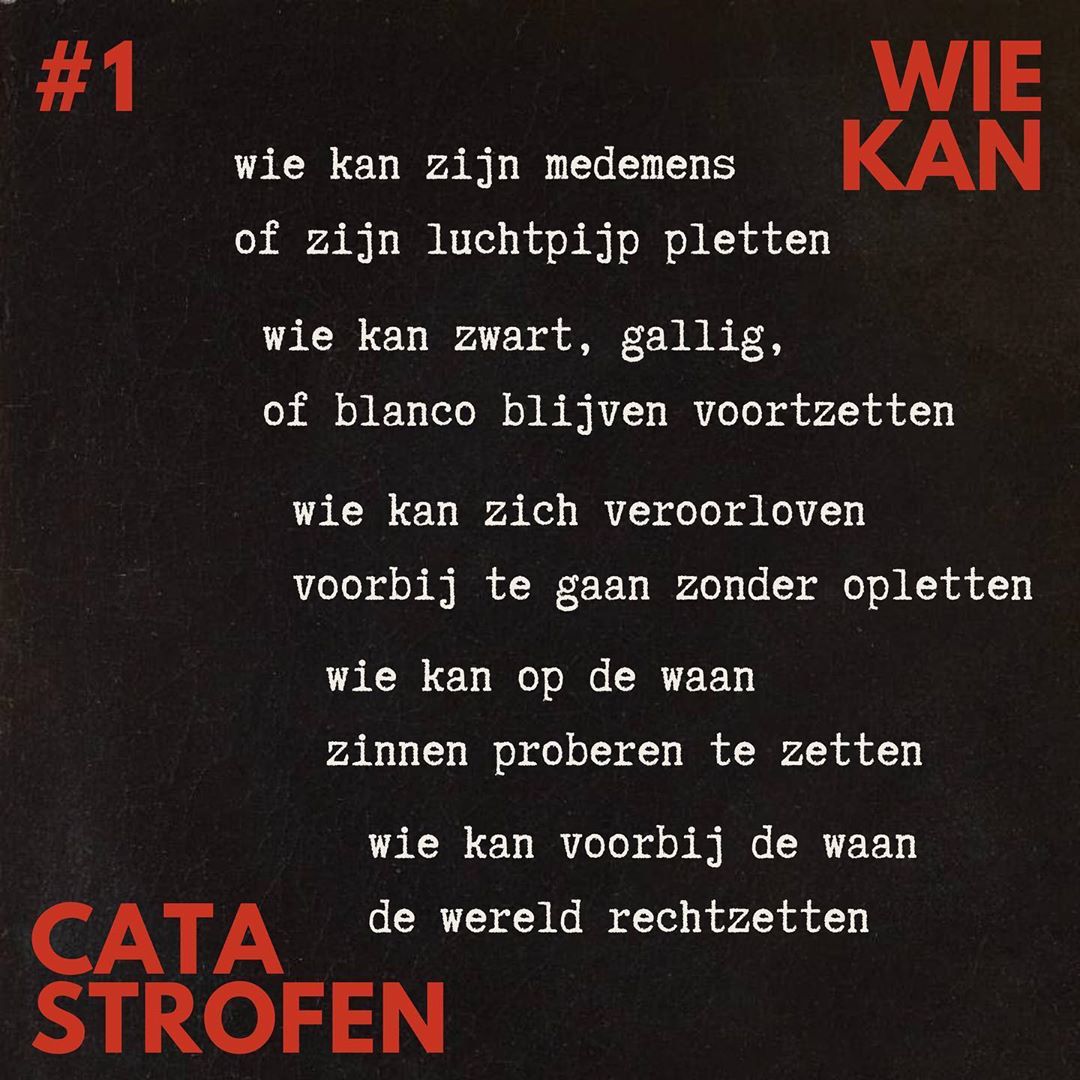 #1
WIE
KAN
wie kan zijn medemens
of zijn luchtpijp pletten
wie kan zwart, gallig,
of blanco blijven voortzetten
wie kan zich veroorloven
voorbij te gaan zonder opletten
wie kan op de waan
zinnen proberen te zetten
wie kan voorbij de waan
de wereld rechtzetten
CATA
STROFEN